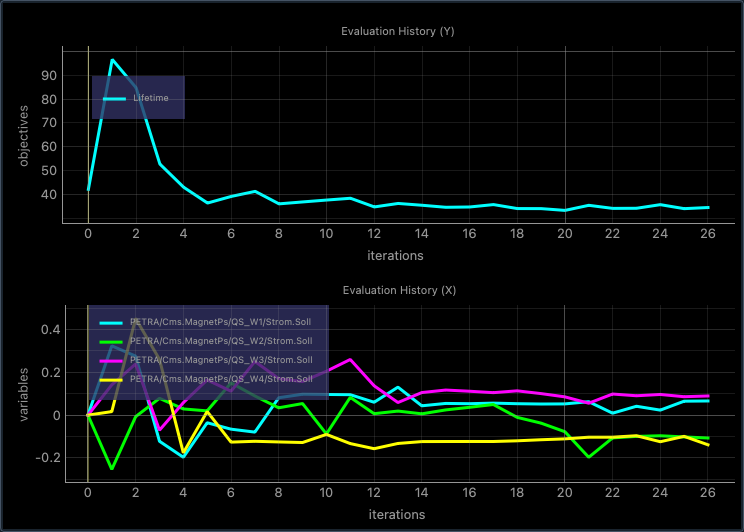 Evaluation History (Y)
90
80
70
60
50
40
objectives
Lifetime
0 2 4 6 8 10 12 14 16 18 20 22 24 26
iterations
Evaluation History (X)
0.4
0.2
0
-0.2
variables
PETRA/Cms.MagnetPs/QS_W1/Strom.Soll
PETRA/Cms.MagnetPs/QS_W2/Strom.Soll
PETRA/Cms.MagnetPs/QS_W3/Strom.Soll
PETRA/Cms.MagnetPs/QS_W4/Strom.Soll
0 2 4 6 8 10 12 14 16 18 20 22 24 26
iterations